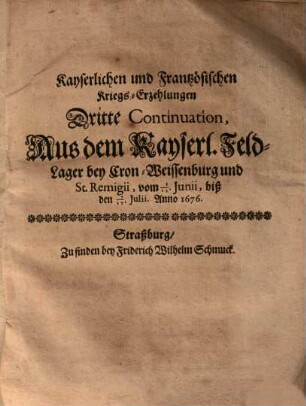 Kayserlichen und Frantzösischen
Kriegs-Erzehlungen
Dritte Continuation,
Aus dem Kayserl. Feld-
Lager bey Cron-Weissenburg und
St. Remigii, vom Junii, biß
den Julii. Anno 1676.
Straßburg/
Zu finden bey Friderich Wilhelm Schmuck.